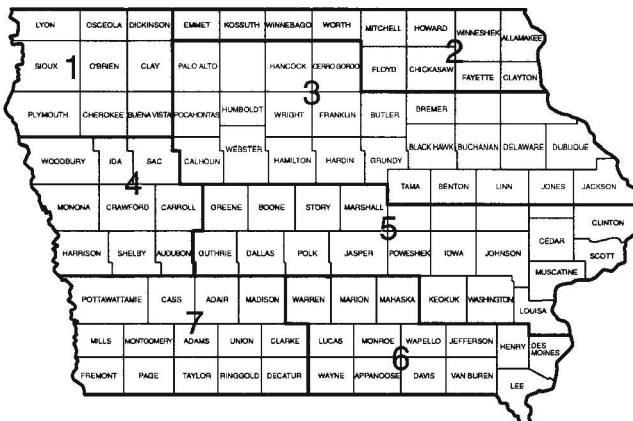 LYON OSCEOLA DICKINSON EMMET KOSSUTH WINNEBAGO WORTH MITCHELL HOWARD WINNESHIEK ALLAMAKEE
2
SIOUX 1 O'BRIEN CLAY PALO ALTO HANCOCK CERRO GORDO FLOYD CHICKASAW FAYETTE CLAYTON
3
PLYMOUTH CHEROKEE BUENA VISTA POCAHONTAS HUMBOLDT WRIGHT FRANKLIN BUTLER BREMER
WOODBURY IDA SAC CALHOUN WEBSTER HAMILTON HARDIN GRUNDY BLACK HAWK BUCHANAN DELAWARE DUBUQUE
4
TAMA BENTON LINN JONES JACKSON
MONONA CRAWFORD CARROLL GREENE BOONE STORY MARSHALL
5
CLINTON
HARRISON SHELBY AUDUBON GUTHRIE DALLAS POLK JASPER POWESHIEK IOWA JOHNSON CEDAR SCOTT
MUSCATINE
POTTAWATTAMIE CASS ADAIR MADISON WARREN MARION MAHASKA KEOKUK WASHINGTON LOUISA
7
MILLS MONTGOMERY ADAMS UNION CLARKE LUCAS MONROE WAPELLO JEFFERSON HENRY DES
MOINES
6
FREMONT PAGE TAYLOR RINGGOLD DECATUR WAYNE APPANOOSE DAVIS VAN BUREN LEE